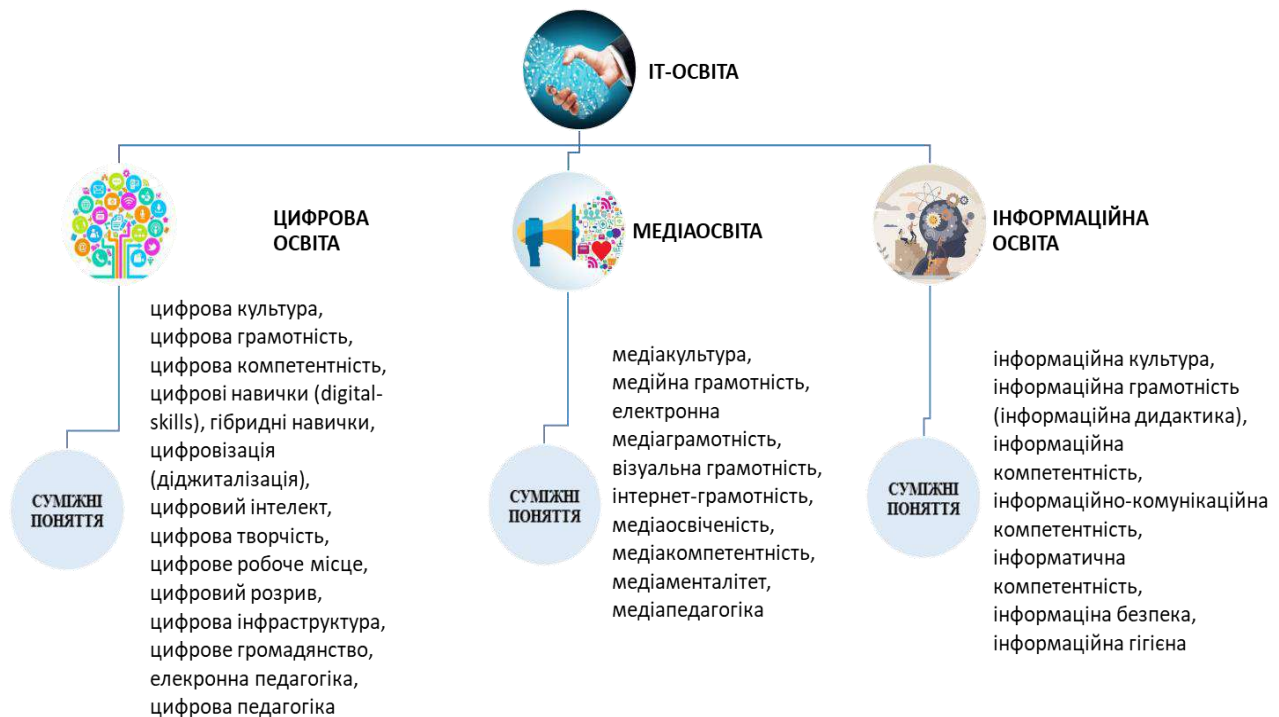 ІТ-ОСВІТА
ЦИФРОВА
ОСВІТА
цифрова культура,
цифрова грамотність,
цифрова компетентність,
цифрові навички (digital-
skills), гібридні навички,
цифровізація
(діджиталізація),
цифровий інтелект,
цифрова творчість,
цифрове робоче місце,
цифровий розрив,
цифрова інфраструктура,
цифрове громадянство,
елекронна педагогіка,
цифрова педагогіка
СУМІЖНІ
ПОНЯТТЯ
МЕДІАОСВІТА
медіакультура,
медійна грамотність,
електронна
медіаграмотність,
візуальна грамотність,
інтернет-грамотність,
медіаосвіченість,
медіакомпетентність,
медіаменталітет,
медіапедагогіка
СУМІЖНІ
ПОНЯТТЯ
ІНФОРМАЦІЙНА
ОСВІТА
інформаційна культура,
інформаційна грамотність
(інформаційна дидактика),
інформаційна
компетентність,
інформаційно-комунікаційна
компетентність,
інформатична
компетентність,
інформаціна безпека,
інформаційна гігієна
СУМІЖНІ
ПОНЯТТЯ